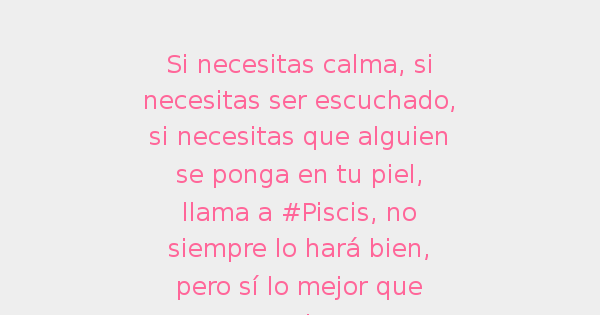 Si necesitas calma, si
necesitas ser escuchado,
si necesitas que alguien
se ponga en tu piel,
llama a #Piscis, no
siempre lo hará bien,
pero sí lo mejor que